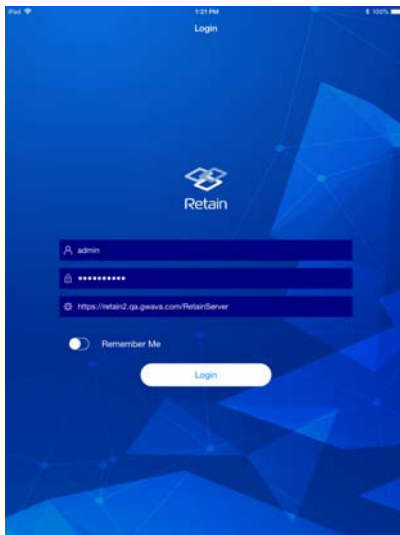 iPad 1:21 PM 100%
Login
Retain
admin
••••••••••
https://retain2.qa.gwava.com/RetainServer
Remember Me
Login